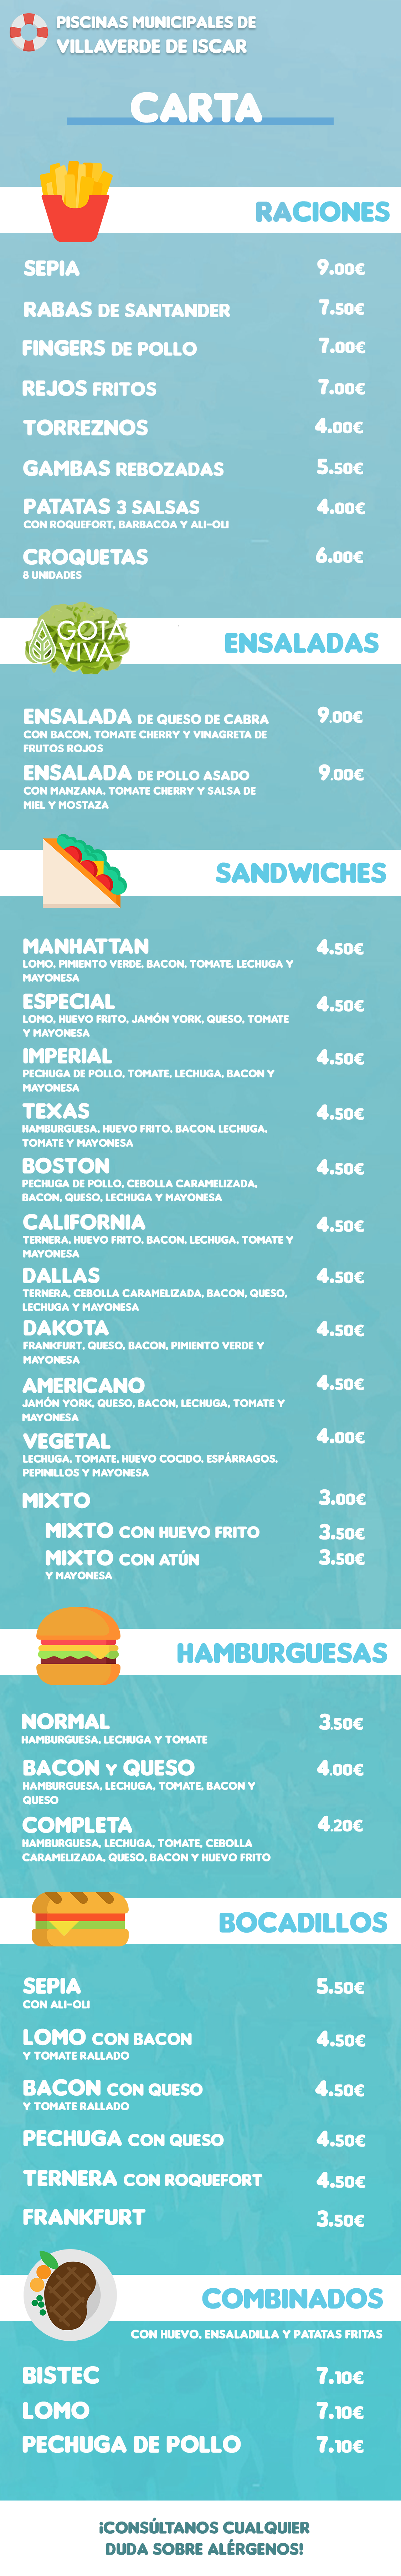 PISCINAS MUNICIPALES DE
VILLAVERDE DE ISCAR
CARTA
RACIONES
SEPIA 9.00€
RABAS DE SANTANDER 7.50€
FINGERS DE POLLO 7.00€
REJOS FRITOS 7.00€
TORREZNOS 4.00€
GAMBAS REBOZADAS 5.50€
PATATAS 3 SALSAS 4.00€
CON ROQUEFORT, BARBACOA Y ALI-OLI
CROQUETAS 6.00€
8 UNIDADES
GOTA
VIVA
ENSALADAS
ENSALADA DE QUESO DE CABRA 9.00€
CON BACON, TOMATE CHERRY Y VINAGRETA DE
FRUTOS ROJOS
ENSALADA DE POLLO ASADO 9.00€
CON MANZANA, TOMATE CHERRY Y SALSA DE
MIEL Y MOSTAZA
SANDWICHES
MANHATTAN 4.50€
LOMO, PIMIENTO VERDE, BACON, TOMATE, LECHUGA Y
MAYONESA
ESPECIAL 4.50€
LOMO, HUEVO FRITO, JAMÓN YORK, QUESO, TOMATE
Y MAYONESA
IMPERIAL 4.50€
PECHUGA DE POLLO, TOMATE, LECHUGA, BACON Y
MAYONESA
TEXAS 4.50€
HAMBURGUESA, HUEVO FRITO, BACON, LECHUGA,
TOMATE Y MAYONESA
BOSTON 4.50€
PECHUGA DE POLLO, CEBOLLA CARAMELIZADA,
BACON, QUESO, LECHUGA Y MAYONESA
CALIFORNIA 4.50€
TERNERA, HUEVO FRITO, BACON, LECHUGA, TOMATE Y
MAYONESA
DALLAS 4.50€
TERNERA, CEBOLLA CARAMELIZADA, BACON, QUESO,
LECHUGA Y MAYONESA
DAKOTA 4.50€
FRANKFURT, QUESO, BACON, PIMIENTO VERDE Y
MAYONESA
AMERICANO 4.50€
JAMÓN YORK, QUESO, BACON, LECHUGA, TOMATE Y
MAYONESA
VEGETAL 4.00€
LECHUGA, TOMATE, HUEVO COCIDO, ESPÁRRAGOS,
PEPINILLOS Y MAYONESA
MIXTO 3.00€
MIXTO CON HUEVO FRITO 3.50€
MIXTO CON ATÚN 3.50€
Y MAYONESA
HAMBURGUESAS
NORMAL 3.50€
HAMBURGUESA, LECHUGA Y TOMATE
BACON Y QUESO 4.00€
HAMBURGUESA, LECHUGA, TOMATE, BACON Y
QUESO
COMPLETA 4.20€
HAMBURGUESA, LECHUGA, TOMATE, CEBOLLA
CARAMELIZADA, QUESO, BACON Y HUEVO FRITO
BOCADILLOS
SEPIA 5.50€
CON ALI-OLI
LOMO CON BACON 4.50€
Y TOMATE RALLADO
BACON CON QUESO 4.50€
Y TOMATE RALLADO
PECHUGA CON QUESO 4.50€
TERNERA CON ROQUEFORT 4.50€
FRANKFURT 3.50€
COMBINADOS
CON HUEVO, ENSALADILLA Y PATATAS FRITAS
BISTEC 7.10€
LOMO 7.10€
PECHUGA DE POLLO 7.10€
¡CONSÚLTANOS CUALQUIER
DUDA SOBRE ALÉRGENOS!